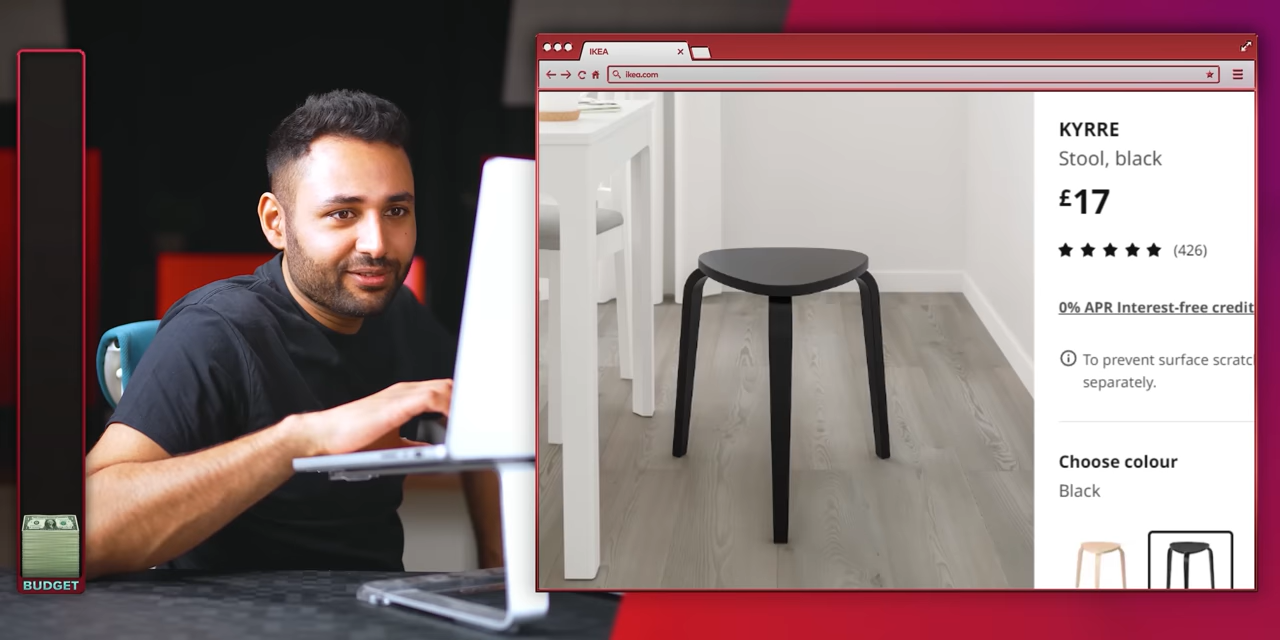 IKEA
ikea.com
KYRRE
Stool, black
£17
(426)
0% APR Interest-free credit
To prevent surface scratc
separately.
Choose colour
Black
BUDGET